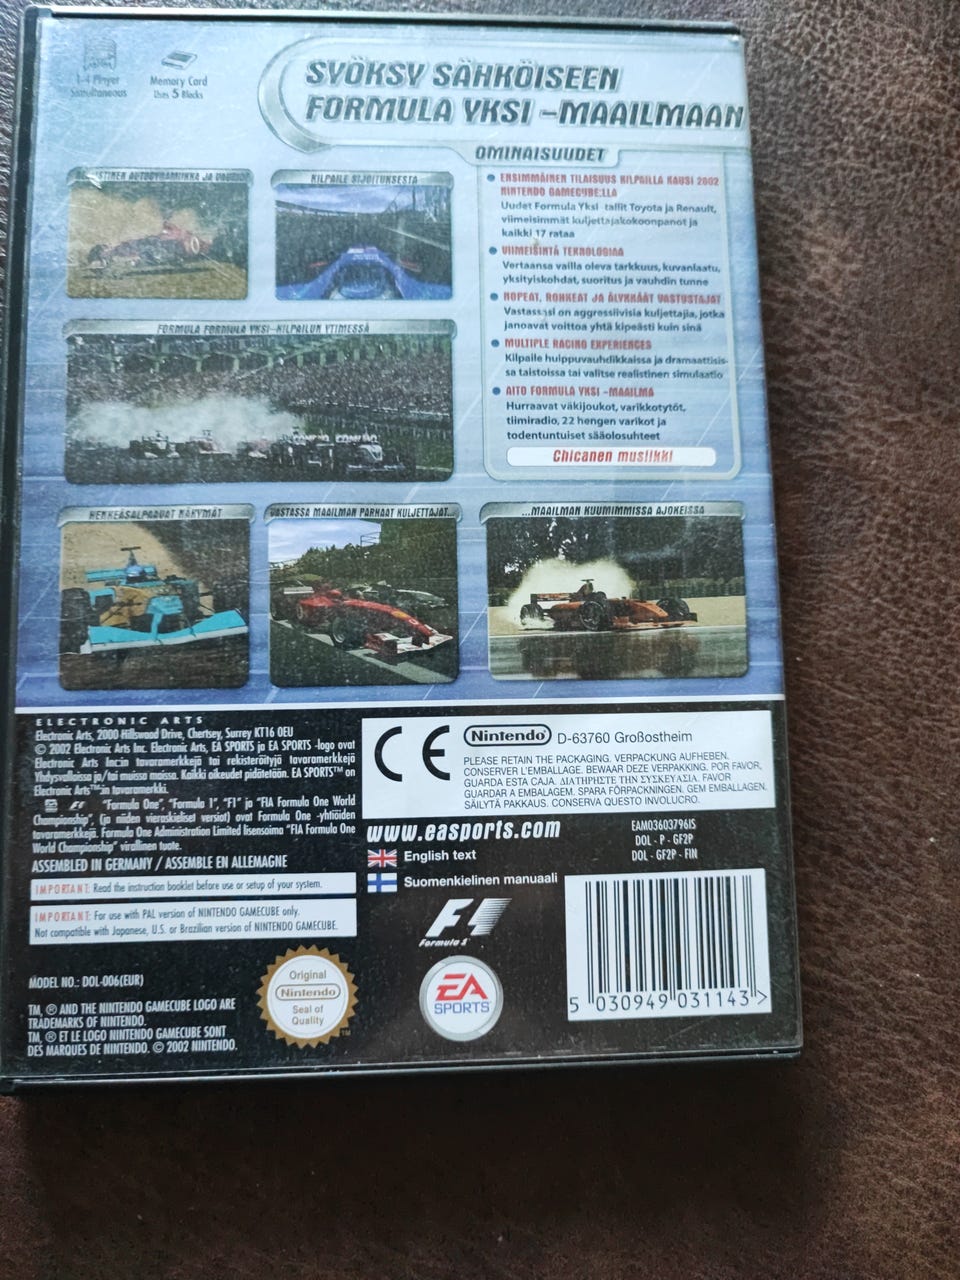 1-4 Player
Simultaneous
Memory Card
Uses 5 Blocks
SYÖKSY SÄHKÖISEEN
FORMULA YKSI –MAAILMAAN
OMINAISUUDET
ENSIMMÄINEN TILAISUUS KILPAILLA KAUSI 2002
NINTENDO GAMECUBE:LLA
Uudet Formula Yksi -tallit Toyota ja Renault,
viimeisimmät kuljettajakokoonpanot ja
kaikki 17 rataa
VIIMEISINTÄ TEKNOLOGIAA
Vertaansa vailla oleva tarkkuus, kuvanlaatu,
yksityiskohdat, suoritus ja vauhdin tunne
NOPEAT, ROHKEAT JA ÄLYKKÄÄT VASTUSTAJAT
Vastassasi on aggressiivisia kuljettajia, jotka
janoavat voittoa yhtä kipeästi kuin sinä
MULTIPLE RACING EXPERIENCES
Kilpaile huippuvauhdikkaissa ja dramaattisis-
sa taistoissa tai valitse realistinen simulaatio
AITO FORMULA YKSI –MAAILMA
Hurraavat väkijoukot, varikkotytöt,
tiimiradio, 22 hengen varikot ja
todentuntuiset sääolosuhteet
Chicanen musiikki
AUTODYNAMIIKKA JA VAURIOT
KILPAILE SIJOITUKSESTA
FORMULA FORMULA YKSI–KILPAILUN YTIMESSÄ
HENKEÄSALPAAVAT NÄKYMÄT
VASTASSA MAAILMAN PARHAAT KULJETTAJAT...
...MAAILMAN KUUMIMMISSA AJOKEISSA
ELECTRONIC ARTS
Electronic Arts, 2000 Hillswood Drive, Chertsey, Surrey KT16 0EU
© 2002 Electronic Arts Inc. Electronic Arts, EA SPORTS ja EA SPORTS -logo ovat
Electronic Arts Inc:in tavaramerkkejä tai rekisteröityjä tavaramerkkejä
Yhdysvalloissa ja/tai muissa maissa. Kaikki oikeudet pidätetään. EA SPORTS™ on
Electronic Arts™:in tavaramerkki.
F1 "Formula One", "Formula 1", "F1" ja "FIA Formula One World
Championship", (ja niiden vieraskieliset versiot) ovat Formula One -yhtiöiden
tavaramerkkejä. Formula One Administration Limited lisensoima "FIA Formula One
World Championship" virallinen tuote.
ASSEMBLED IN GERMANY / ASSEMBLE EN ALLEMAGNE
IMPORTANT: Read the instruction booklet before use or setup of your system.
IMPORTANT: For use with PAL version of NINTENDO GAMECUBE only.
Not compatible with Japanese, U.S. or Brazilian version of NINTENDO GAMECUBE.
MODEL NO.: DOL-006(EUR)
TM, ® AND THE NINTENDO GAMECUBE LOGO ARE
TRADEMARKS OF NINTENDO.
TM, ® ET LE LOGO NINTENDO GAMECUBE SONT
DES MARQUES DE NINTENDO. © 2002 NINTENDO.
CE
Nintendo D-63760 Großostheim
PLEASE RETAIN THE PACKAGING. VERPACKUNG AUFHEBEN.
CONSERVER L'EMBALLAGE. BEWAAR DEZE VERPAKKING. POR FAVOR,
GUARDA ESTA CAJA. ΔΙΑΤΗΡΗΣΤΕ ΤΗΝ ΣΥΣΚΕΥΑΣΙΑ. FAVOR
GUARDAR A EMBALAGEM. SPARA FÖRPACKNINGEN. GEM EMBALLAGEN.
SÄILYTÄ PAKKAUS. CONSERVA QUESTO INVOLUCRO.
www.easports.com
English text
Suomenkielinen manuaali
EAM03603796IS
DOL - P - GF2P
DOL - GF2P - FIN
F1
Formula 1®
Original
Nintendo
Seal of
Quality
TM
EA
SPORTS™
5 030949 031143 >